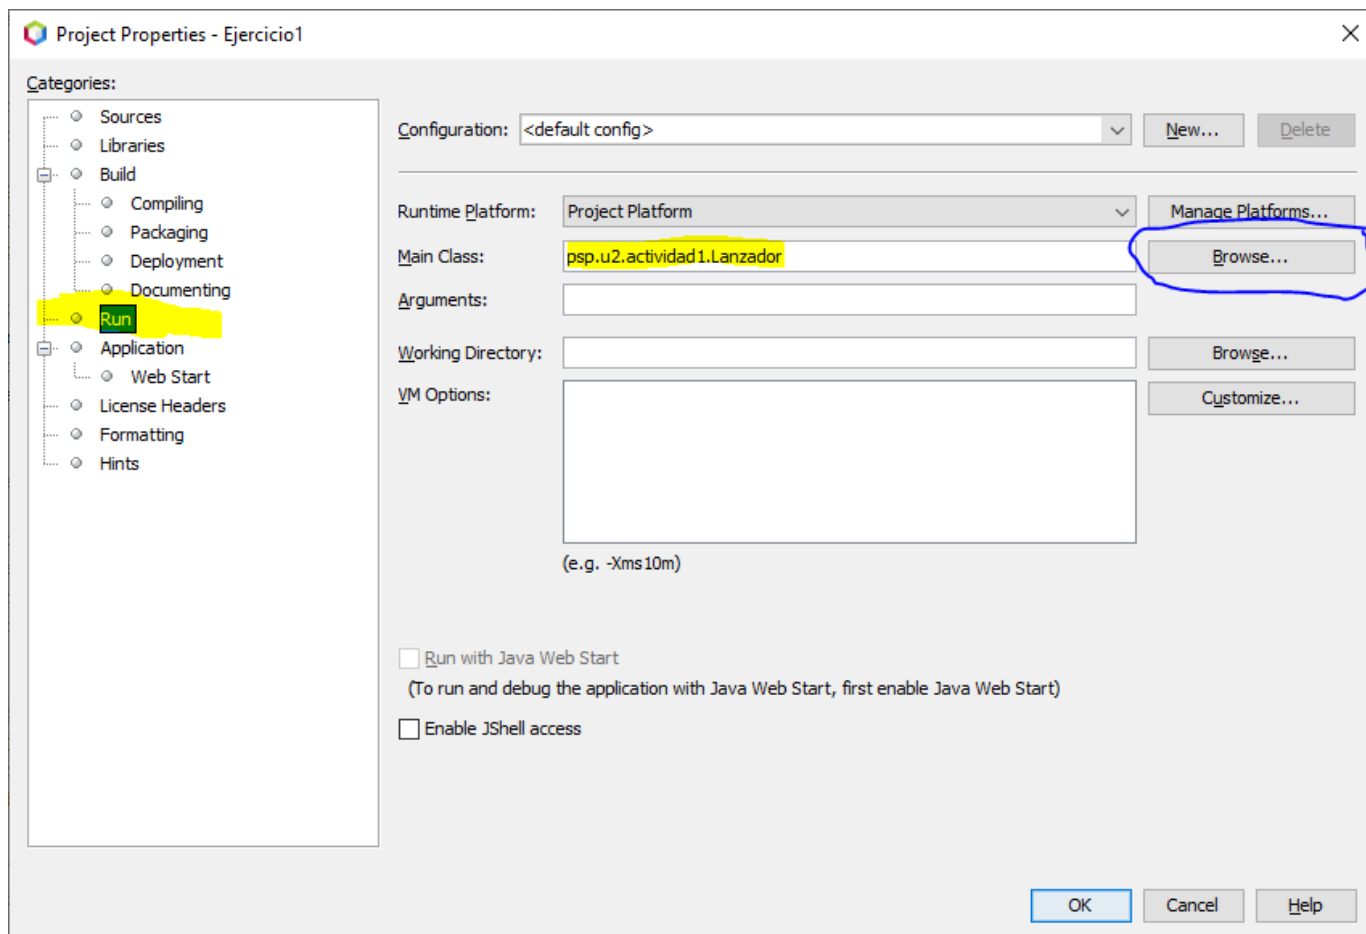 Project Properties - Ejercicio1
Categories:
Sources
Libraries
Build
Compiling
Packaging
Deployment
Documenting
Run
Application
Web Start
License Headers
Formatting
Hints
Configuration: <default config> New... Delete
Runtime Platform: Project Platform Manage Platforms...
Main Class: psp.u2.actividad1.Lanzador Browse...
Arguments:
Working Directory: Browse...
VM Options: Customize...
(e.g. -Xms10m)
Run with Java Web Start
(To run and debug the application with Java Web Start, first enable Java Web Start)
Enable JShell access
OK Cancel Help